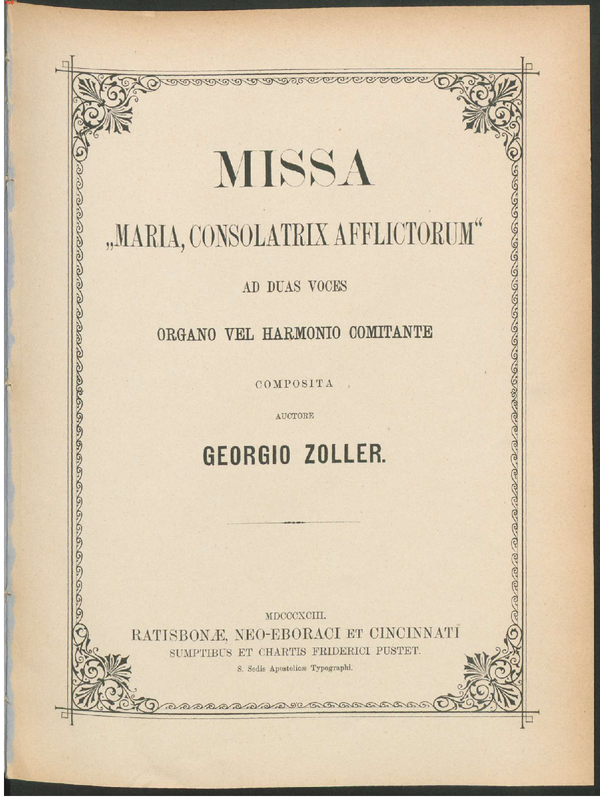 MISSA
„MARIA, CONSOLATRIX AFFLICTORUM“
AD DUAS VOCES
ORGANO VEL HARMONIO COMITANTE
COMPOSITA
AUCTORE
GEORGIO ZOLLER.
MDCCCXCIII.
RATISBONÆ, NEO-EBORACI ET CINCINNATI
SUMPTIBUS ET CHARTIS FRIDERICI PUSTET.
S. Sedis Apostolicæ Typographi.